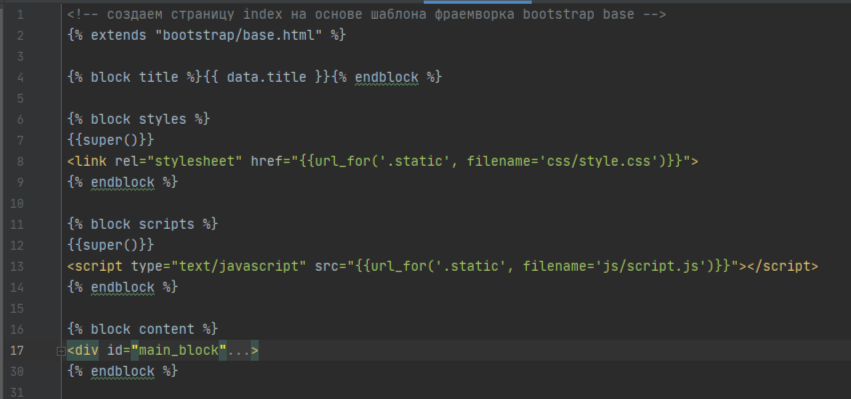 1 <!-- создаем страницу index на основе шаблона фраемворка bootstrap base -->
2 {% extends "bootstrap/base.html" %}
3
4 {% block title %}{{ data.title }}{% endblock %}
5
6 {% block styles %}
7 {{super()}}
8 <link rel="stylesheet" href="{{url_for('.static', filename='css/style.css')}}">
9 {% endblock %}
10
11 {% block scripts %}
12 {{super()}}
13 <script type="text/javascript" src="{{url_for('.static', filename='js/script.js')}}"></script>
14 {% endblock %}
15
16 {% block content %}
17 <div id="main_block"...>
30 {% endblock %}
31